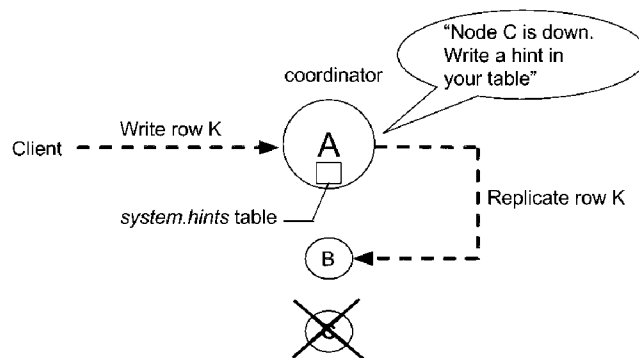 “Node C is down.
Write a hint in
your table”
coordinator
Client
Write row K
A
system.hints table
Replicate row K
B
C